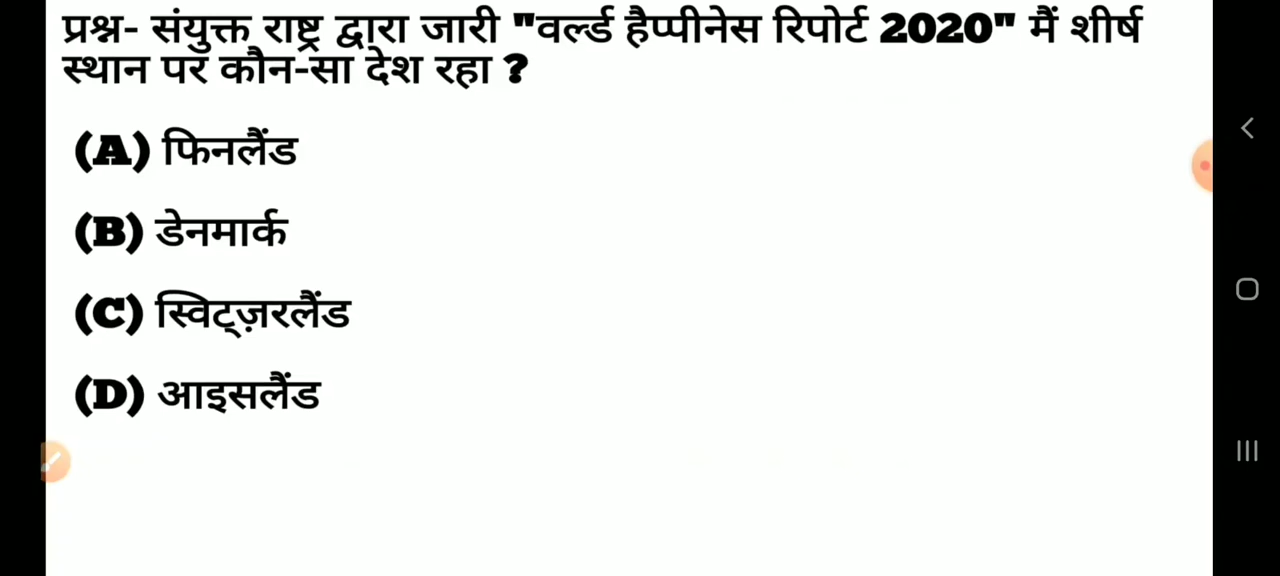 प्रश्न- संयुक्त राष्ट्र द्वारा जारी "वर्ल्ड हैप्पीनेस रिपोर्ट 2020" मैं शीर्ष
स्थान पर कौन-सा देश रहा ?
(A) फिनलैंड
(B) डेनमार्क
(C) स्विट्ज़रलैंड
(D) आइसलैंड